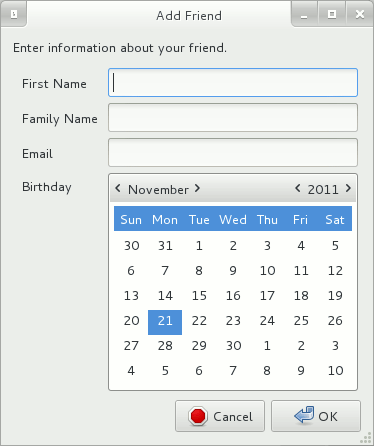 Add Friend
Enter information about your friend.
First Name
Family Name
Email
Birthday
November 2011
Sun Mon Tue Wed Thu Fri Sat
30 31 1 2 3 4 5
6 7 8 9 10 11 12
13 14 15 16 17 18 19
20 21 22 23 24 25 26
27 28 29 30 1 2 3
4 5 6 7 8 9 10
Cancel OK